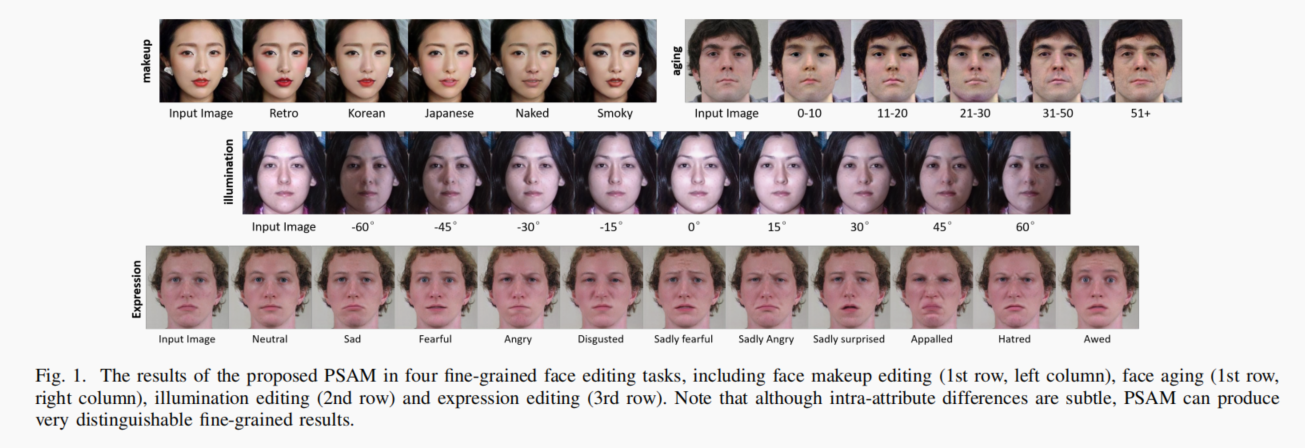 makeup
Input Image Retro Korean Japanese Naked Smoky
aging
Input Image 0-10 11-20 21-30 31-50 51+
illumination
Input Image -60° -45° -30° -15° 0° 15° 30° 45° 60°
Expression
Input Image Neutral Sad Fearful Angry Disgusted Sadly fearful Sadly Angry Sadly surprised Appalled Hatred Awed
Fig. 1. The results of the proposed PSAM in four fine-grained face editing tasks, including face makeup editing (1st row, left column), face aging (1st row,
right column), illumination editing (2nd row) and expression editing (3rd row). Note that although intra-attribute differences are subtle, PSAM can produce
very distinguishable fine-grained results.